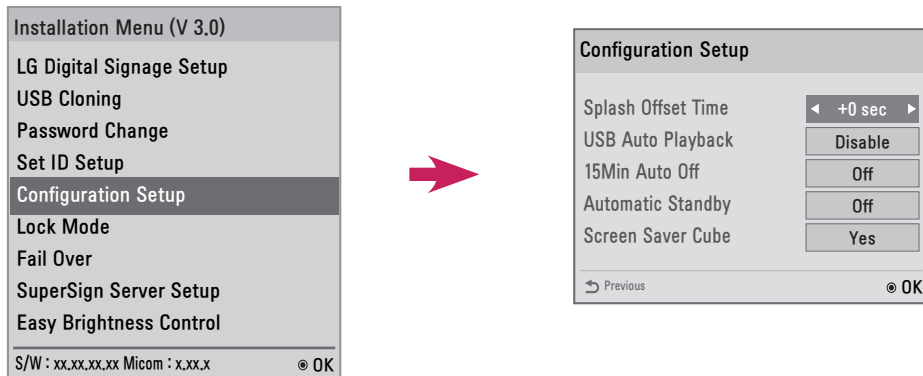 Installation Menu (V 3.0)
LG Digital Signage Setup
USB Cloning
Password Change
Set ID Setup
Configuration Setup
Lock Mode
Fail Over
SuperSign Server Setup
Easy Brightness Control
S/W : xx.xx.xx.xx Micom : x.xx.x ◉ OK
Configuration Setup
Splash Offset Time ◀ +0 sec ▶
USB Auto Playback Disable
15Min Auto Off Off
Automatic Standby Off
Screen Saver Cube Yes
Previous ◉ OK